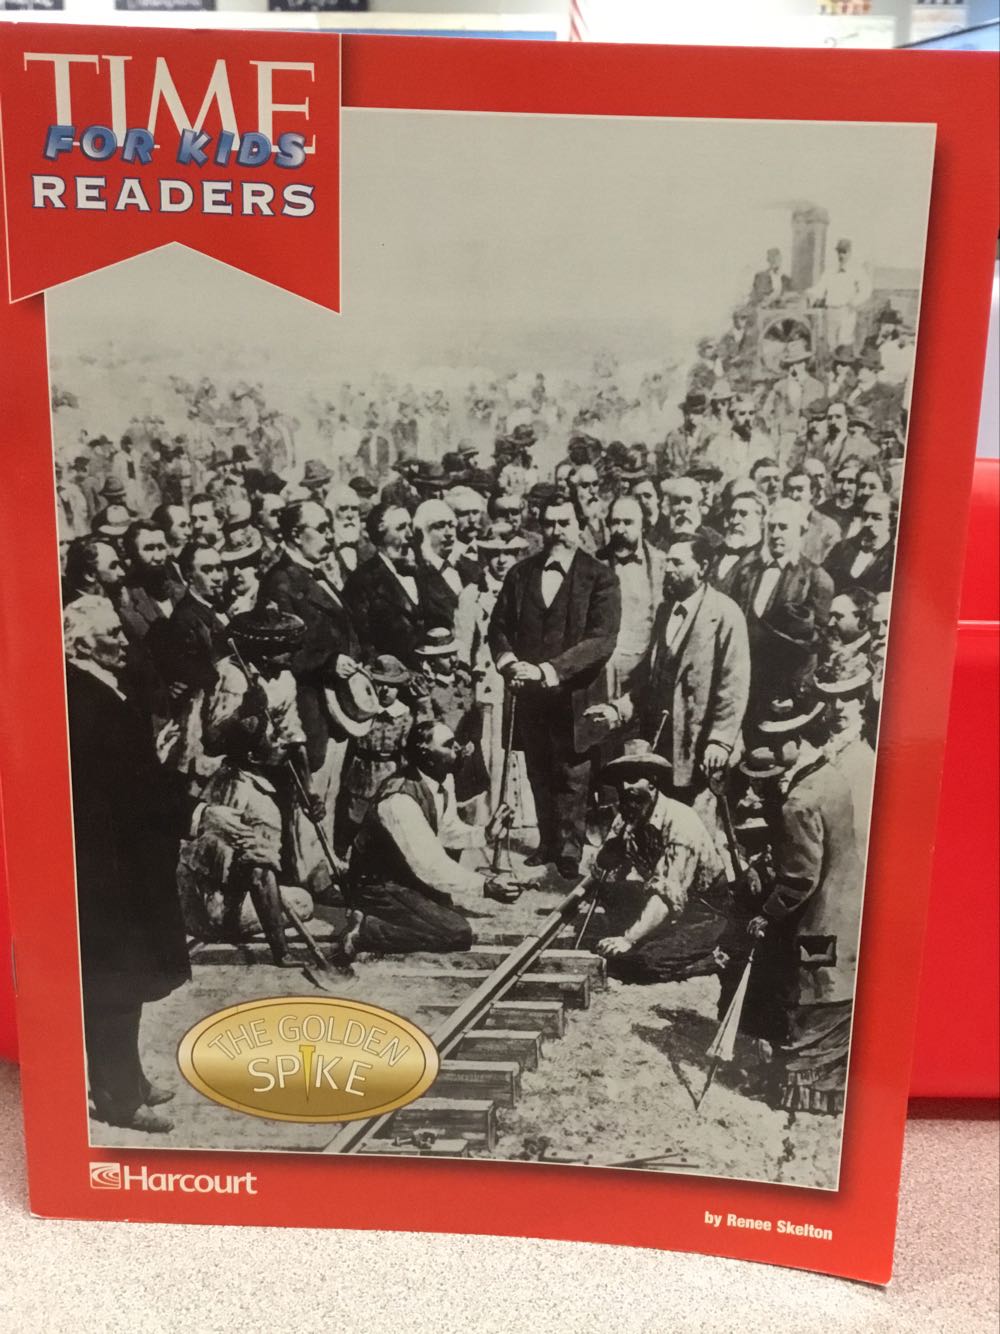 TIME
FOR KIDS
READERS
THE GOLDEN
SPIKE
Harcourt
by Renee Skelton